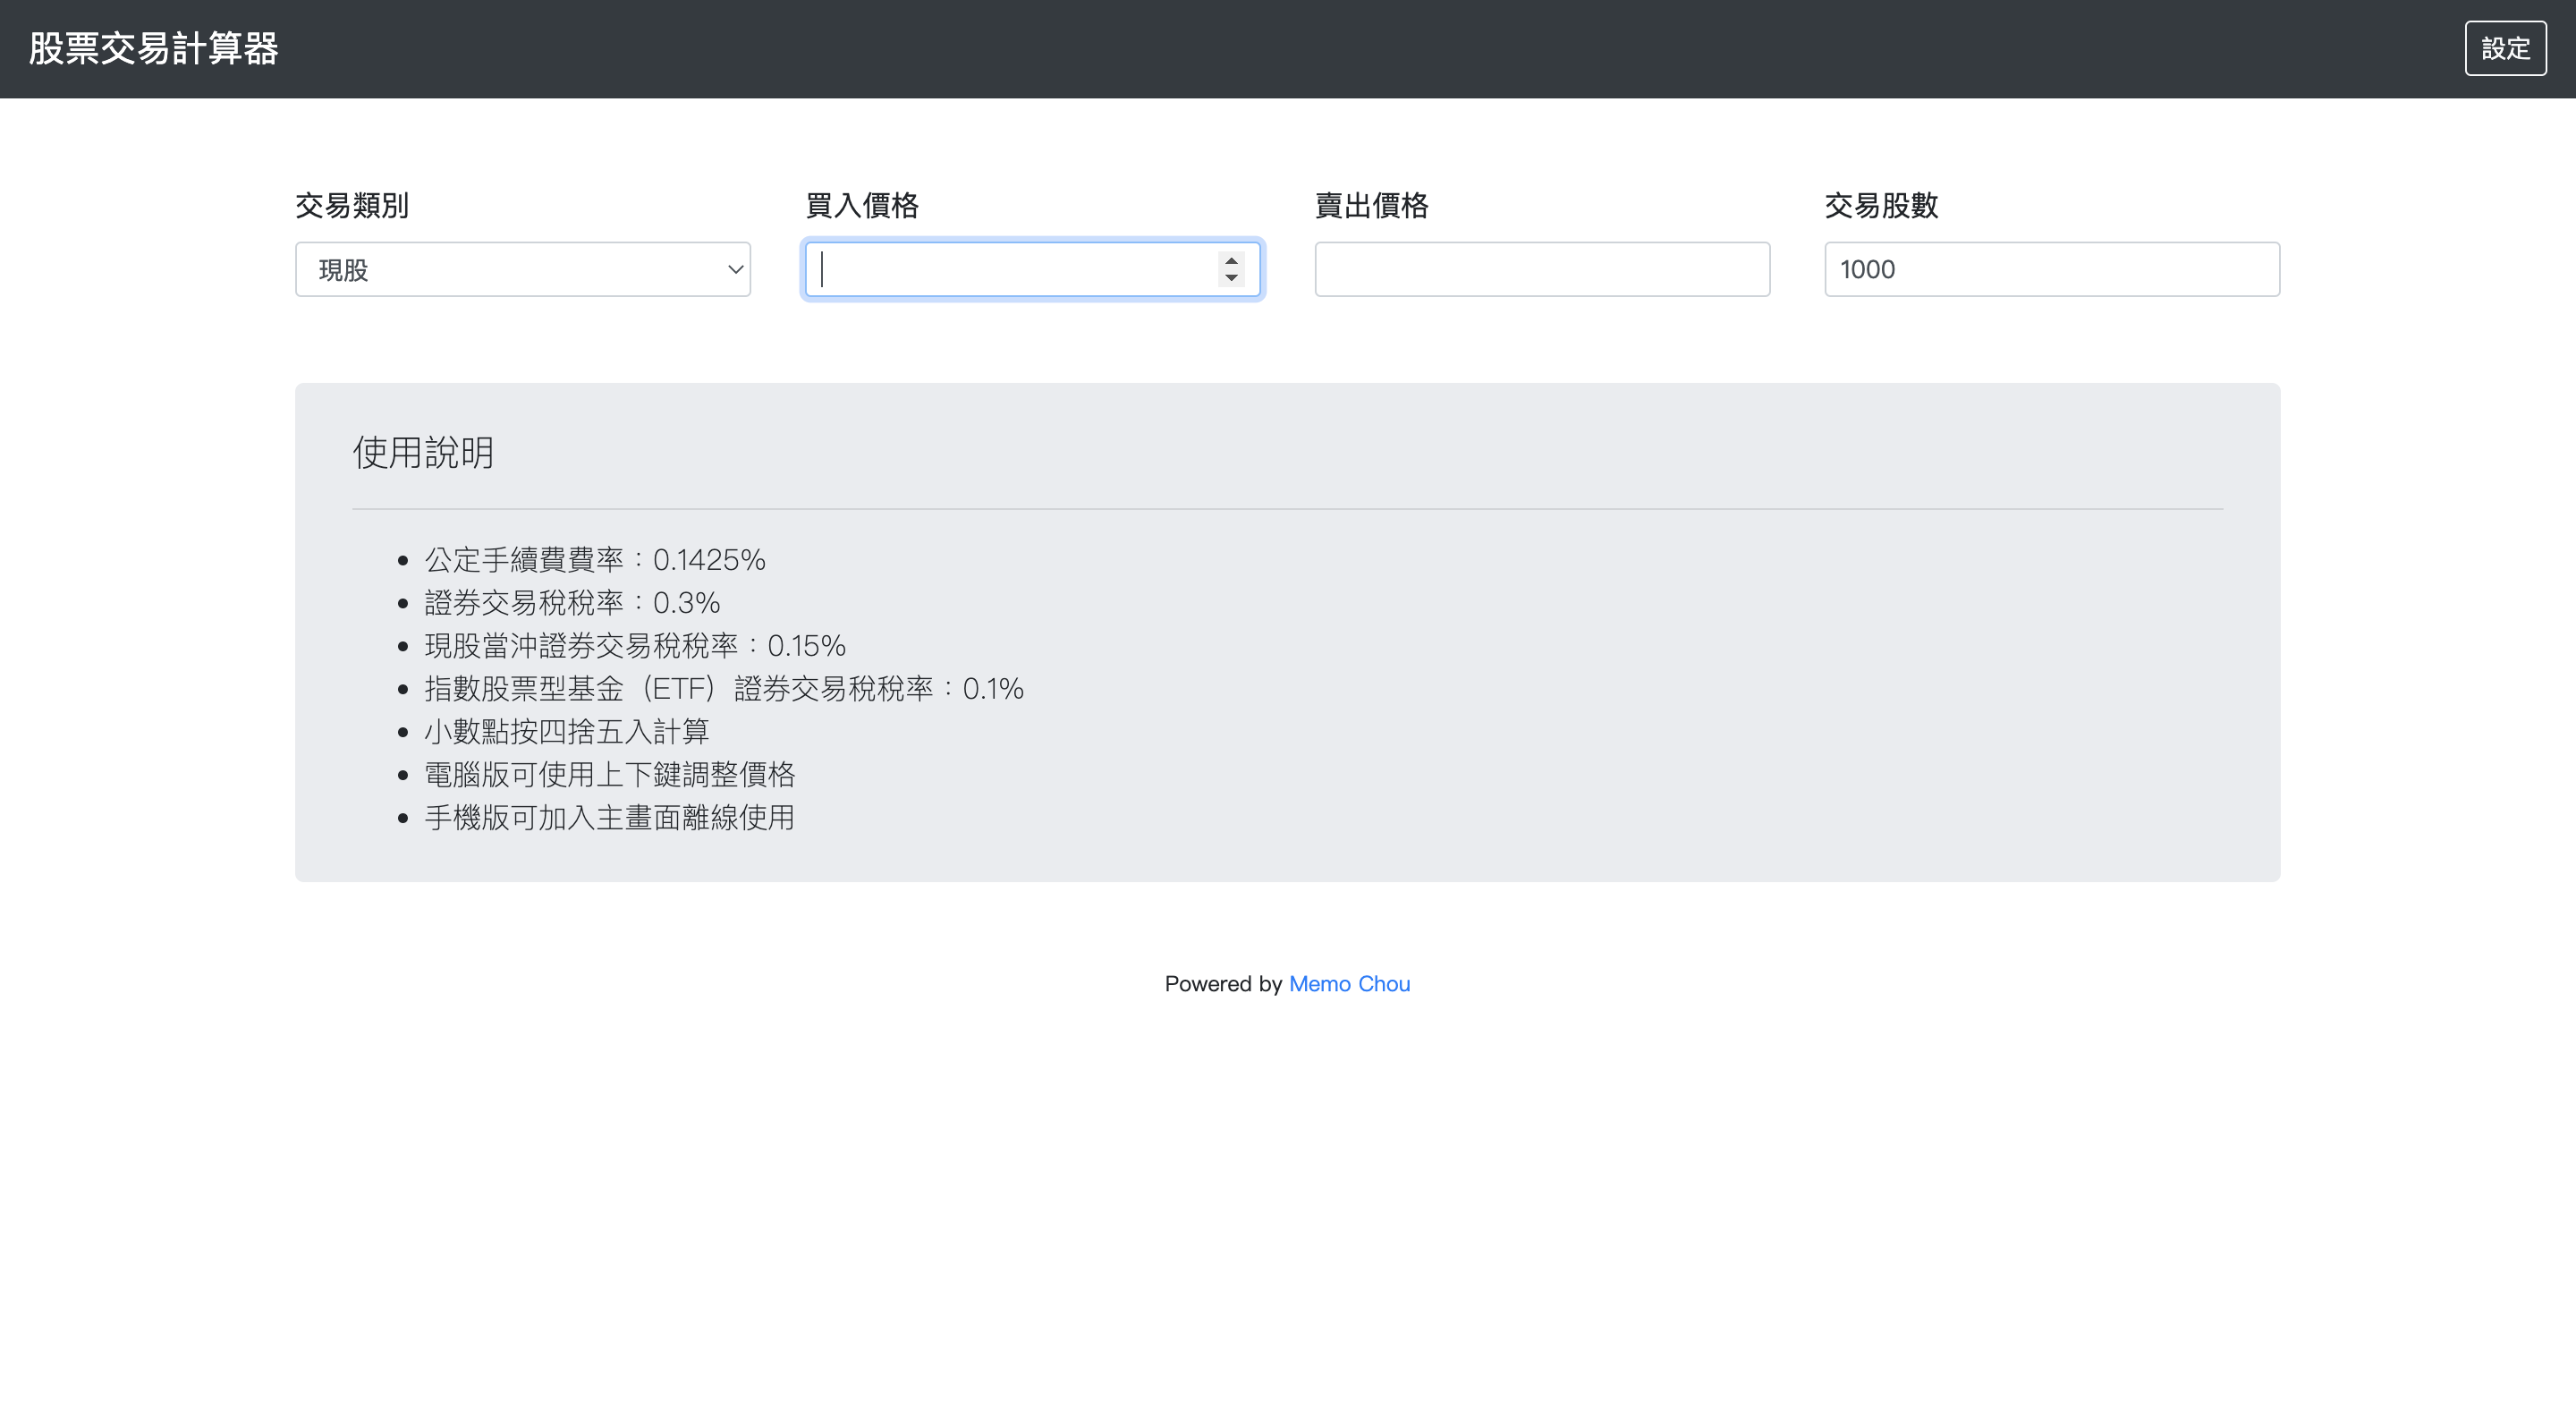 股票交易計算器
設定
交易類別
買入價格
賣出價格
交易股數
現股
1000
使用說明
公定手續費費率：0.1425%
證券交易稅稅率：0.3%
現股當沖證券交易稅稅率：0.15%
指數股票型基金（ETF）證券交易稅稅率：0.1%
小數點按四捨五入計算
電腦版可使用上下鍵調整價格
手機版可加入主畫面離線使用
Powered by Memo Chou